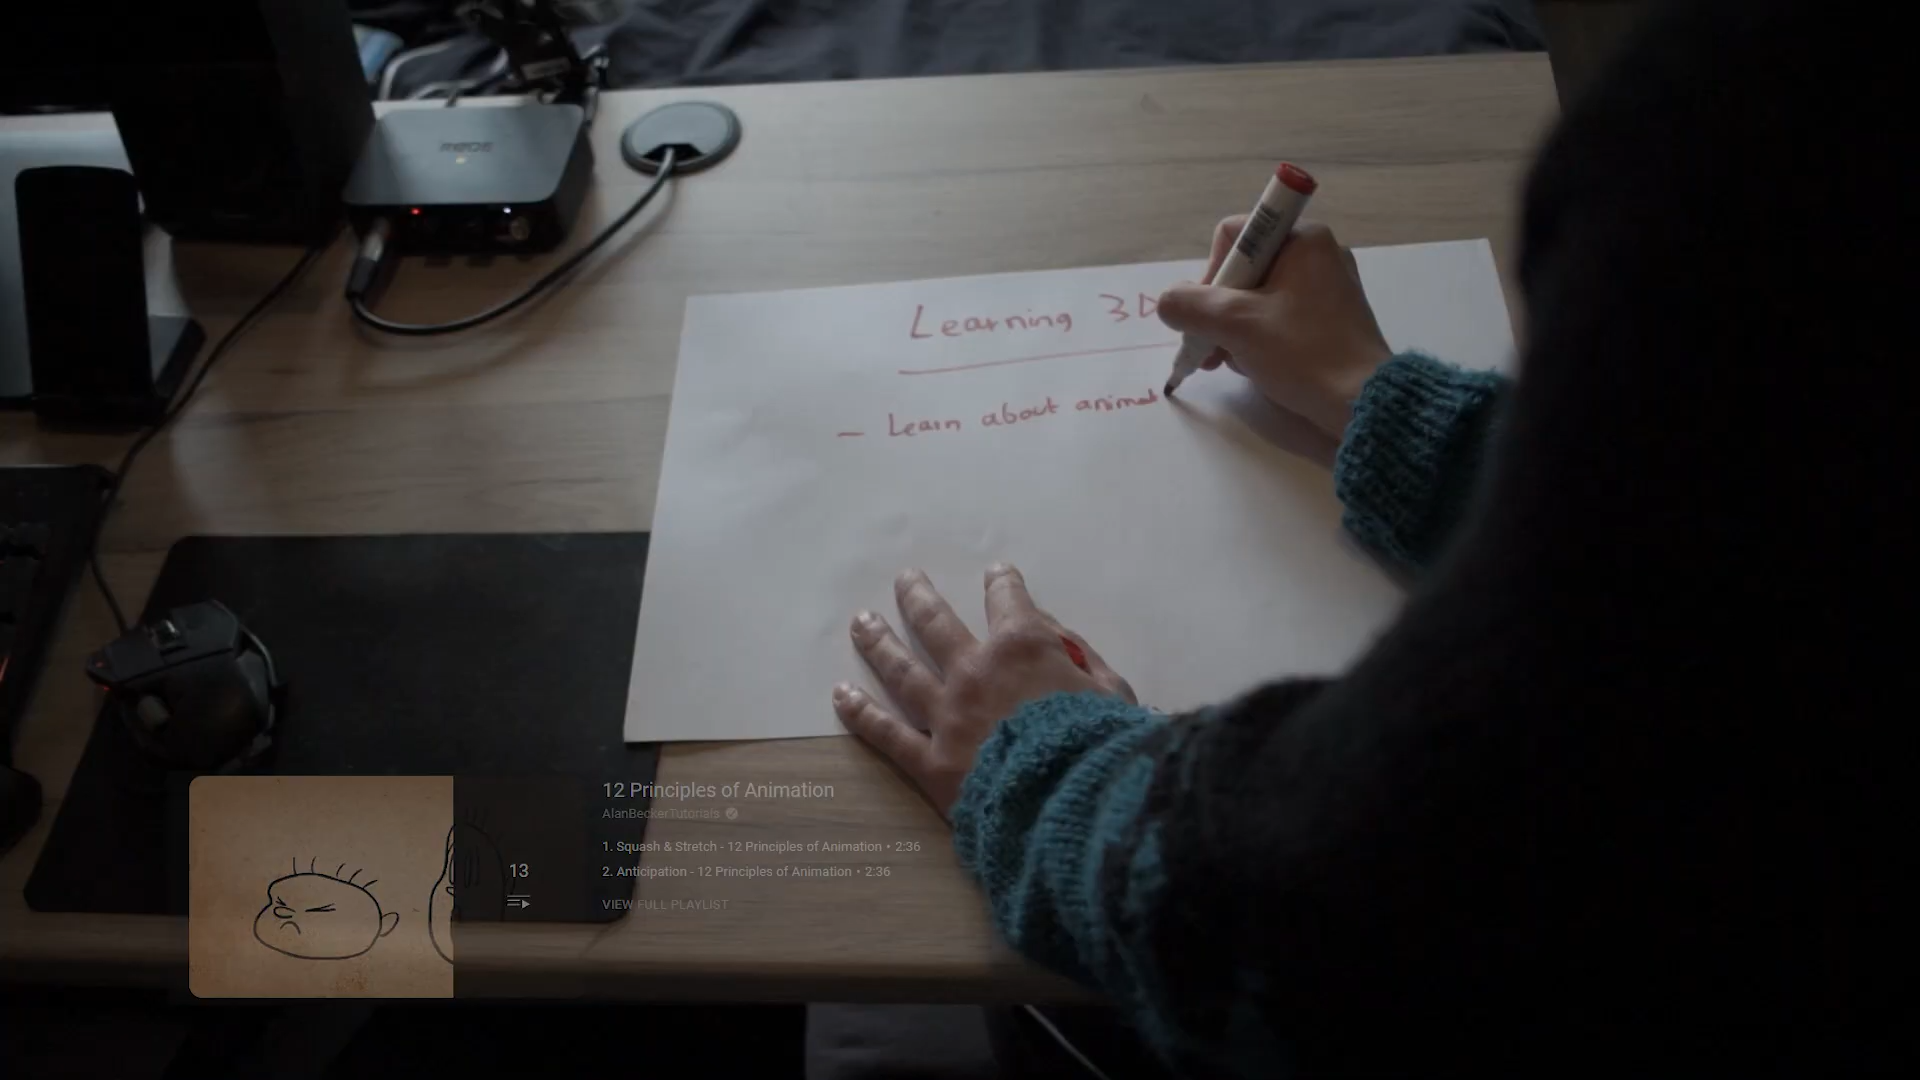 Learning 3D
- Learn about animat
12 Principles of Animation
AlanBeckerTutorials
1. Squash & Stretch - 12 Principles of Animation • 2:36
2. Anticipation - 12 Principles of Animation • 2:36
13
VIEW FULL PLAYLIST